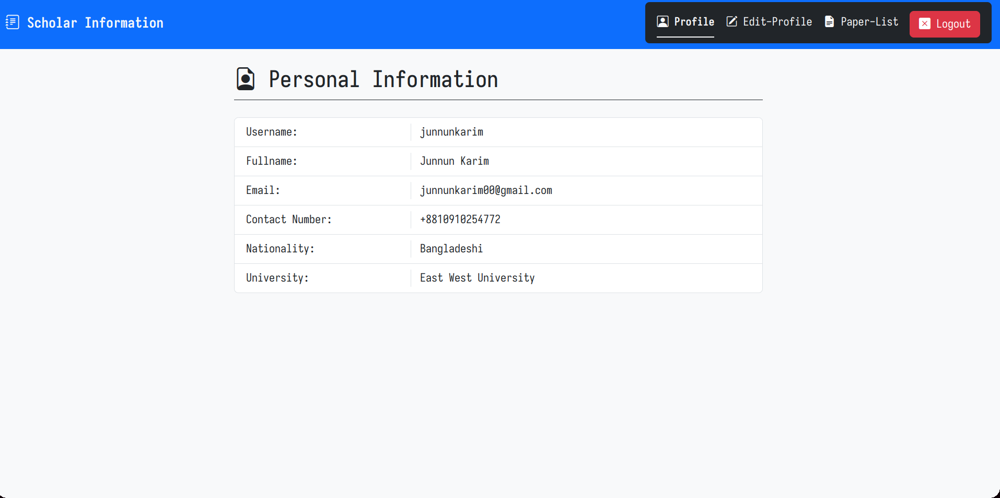 Scholar Information
Profile Edit-Profile Paper-List Logout
Personal Information
Username: junnunkarim
Fullname: Junnun Karim
Email: junnunkarim00@gmail.com
Contact Number: +8810910254772
Nationality: Bangladeshi
University: East West University